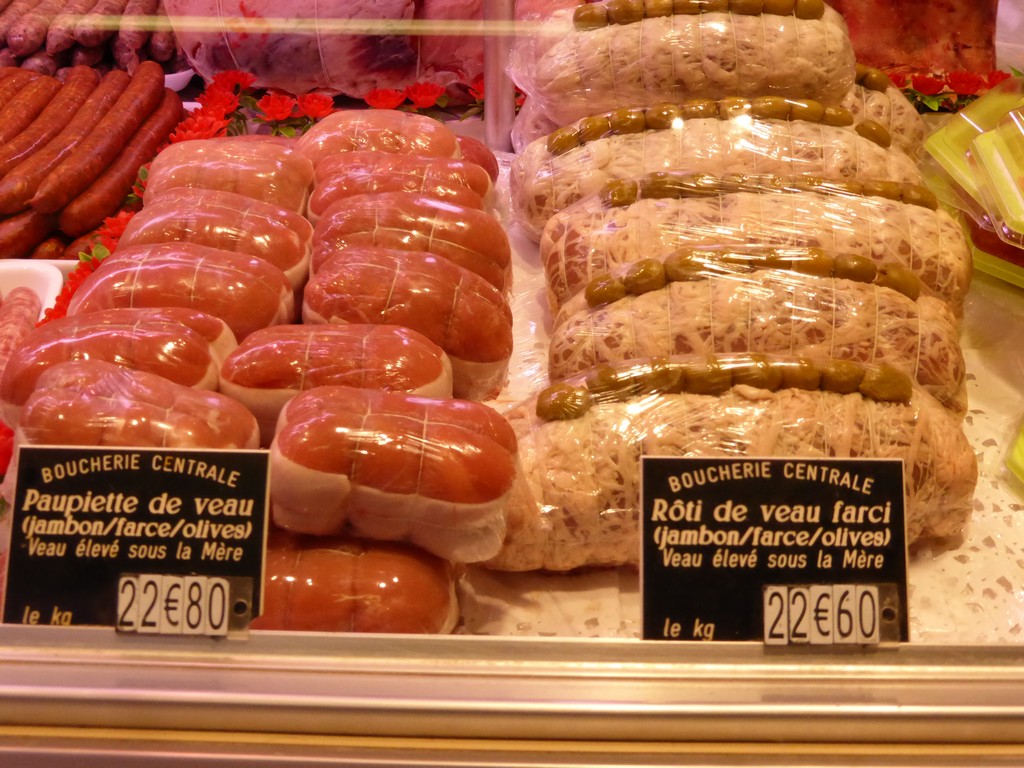 BOUCHERIE CENTRALE
Paupiette de veau
(jambon/farce/olives)
Veau élevé sous la Mère
le kg 22€80
BOUCHERIE CENTRALE
Rôti de veau farci
(jambon/farce/olives)
Veau élevé sous la Mère
le kg 22€60